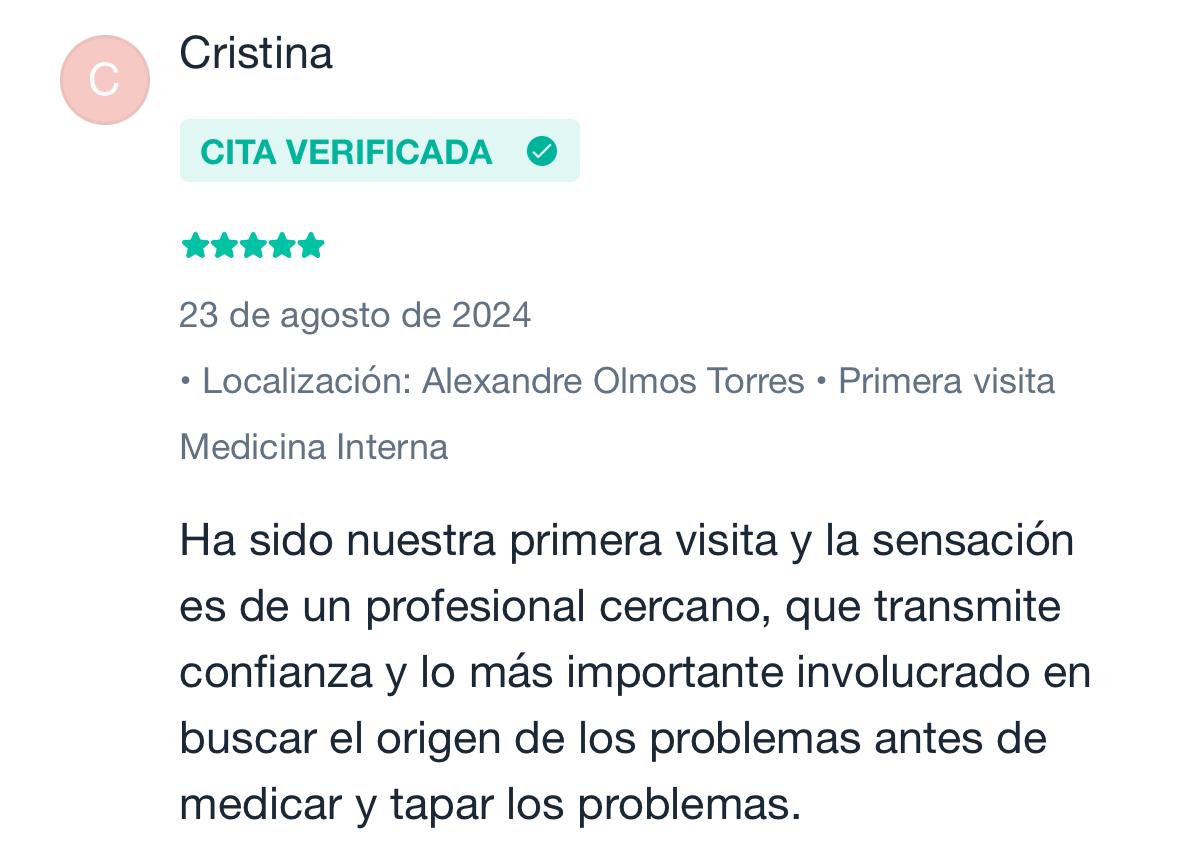 C
Cristina
CITA VERIFICADA
23 de agosto de 2024
• Localización: Alexandre Olmos Torres • Primera visita
Medicina Interna
Ha sido nuestra primera visita y la sensación
es de un profesional cercano, que transmite
confianza y lo más importante involucrado en
buscar el origen de los problemas antes de
medicar y tapar los problemas.